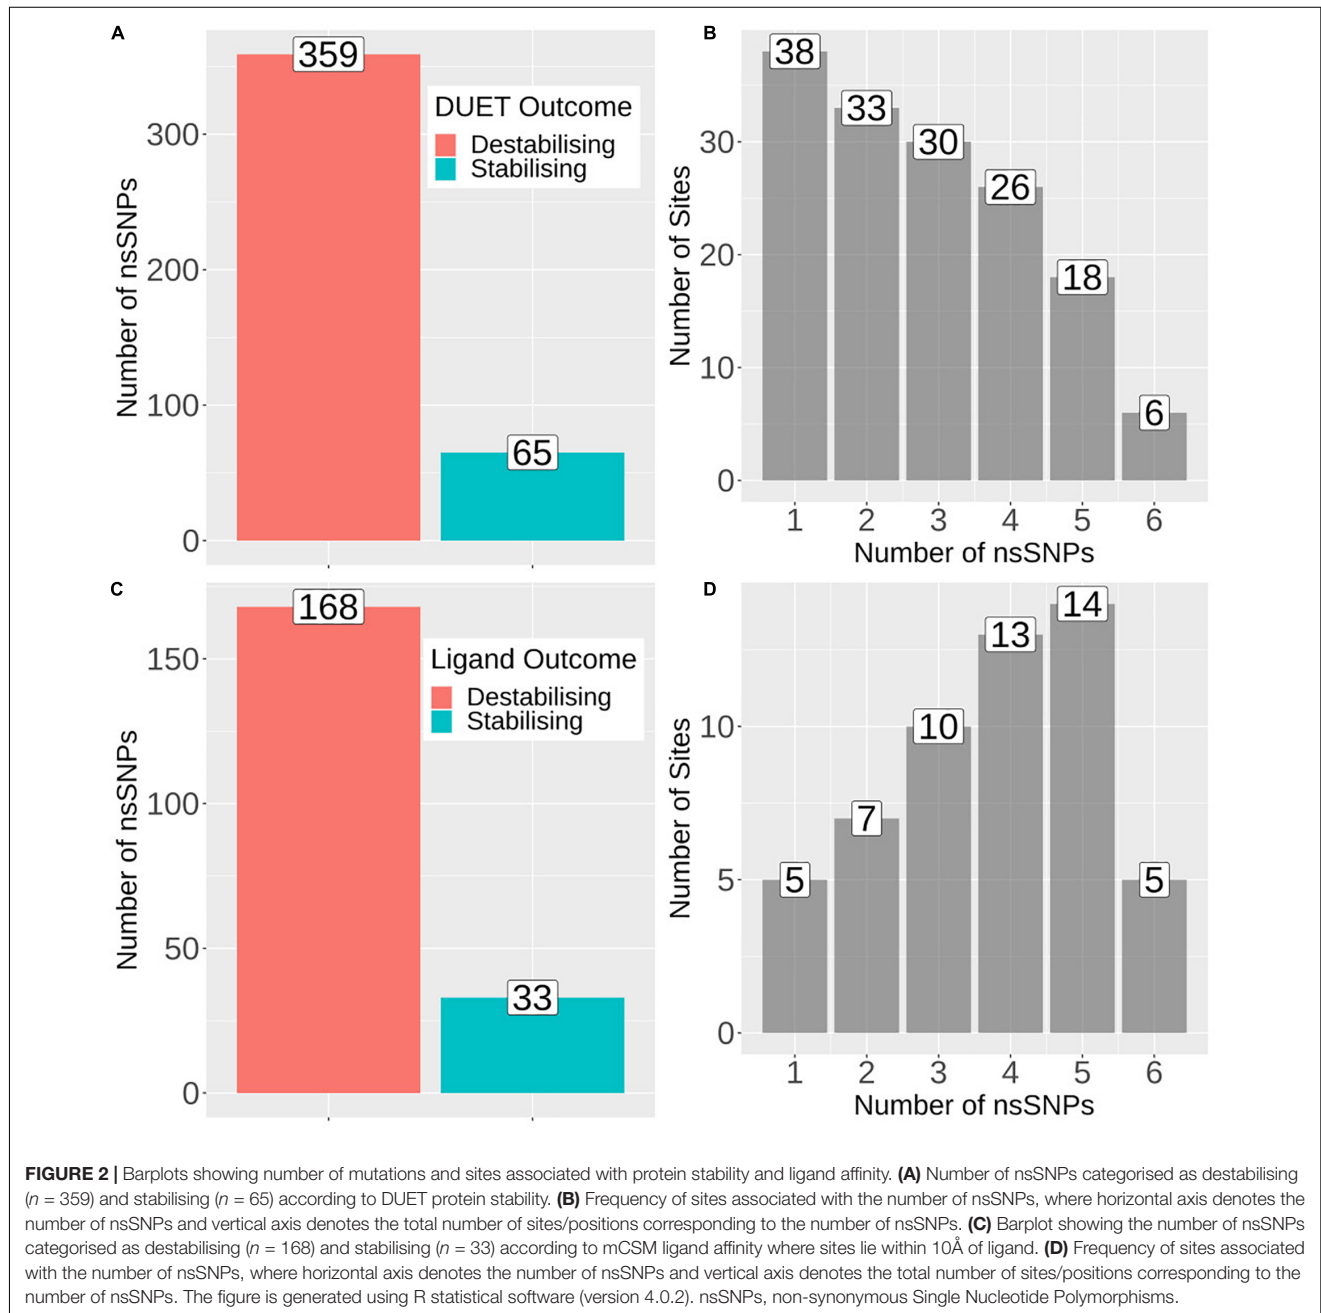 A
359
DUET Outcome
Destabilising
Stabilising
65
300
200
100
0
Number of nsSNPs
B
38
33
30
26
18
6
30
20
10
0
Number of Sites
1 2 3 4 5 6
Number of nsSNPs
C
168
Ligand Outcome
Destabilising
Stabilising
33
150
100
50
0
Number of nsSNPs
D
5
7
10
13
14
5
10
5
0
Number of Sites
1 2 3 4 5 6
Number of nsSNPs
FIGURE 2 | Barplots showing number of mutations and sites associated with protein stability and ligand affinity. (A) Number of nsSNPs categorised as destabilising
(n = 359) and stabilising (n = 65) according to DUET protein stability. (B) Frequency of sites associated with the number of nsSNPs, where horizontal axis denotes the
number of nsSNPs and vertical axis denotes the total number of sites/positions corresponding to the number of nsSNPs. (C) Barplot showing the number of nsSNPs
categorised as destabilising (n = 168) and stabilising (n = 33) according to mCSM ligand affinity where sites lie within 10Å of ligand. (D) Frequency of sites associated
with the number of nsSNPs, where horizontal axis denotes the number of nsSNPs and vertical axis denotes the total number of sites/positions corresponding to the
number of nsSNPs. The figure is generated using R statistical software (version 4.0.2). nsSNPs, non-synonymous Single Nucleotide Polymorphisms.